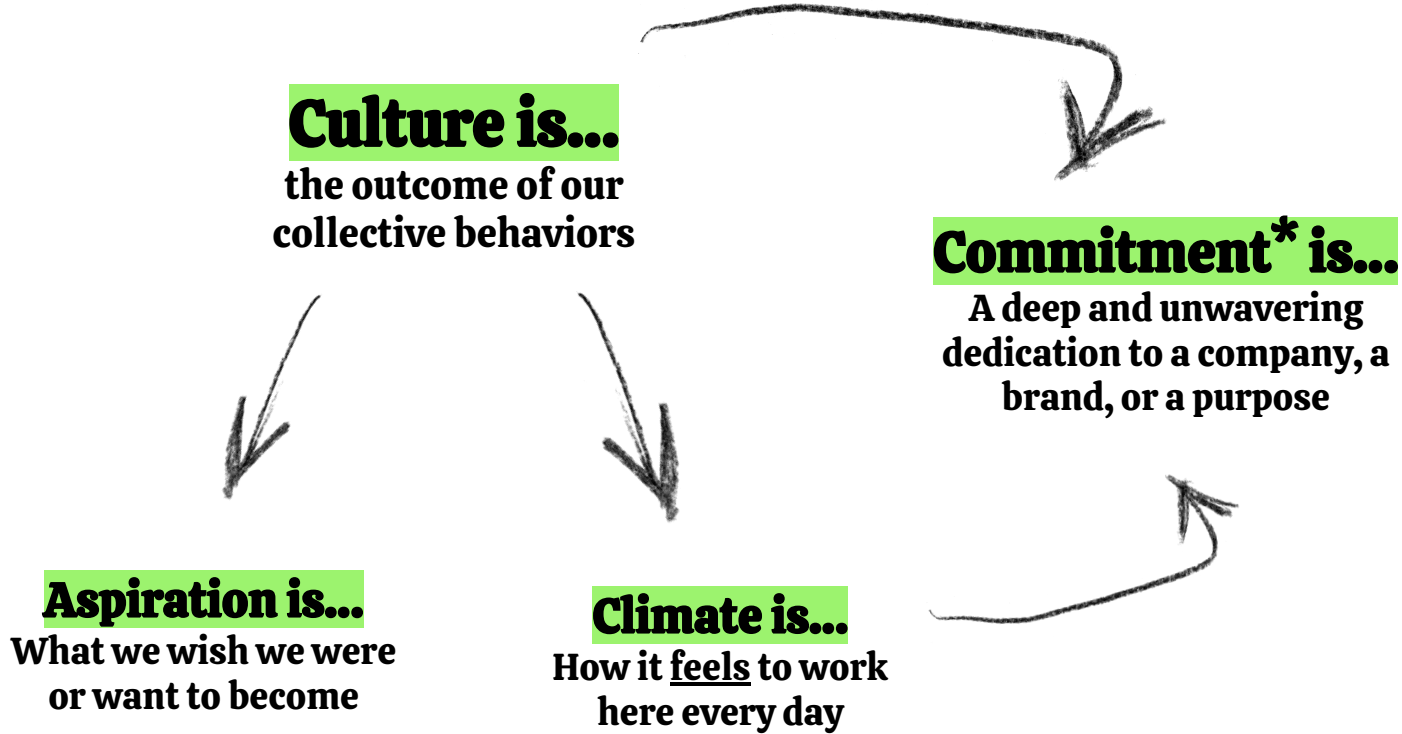 Culture is...
the outcome of our
collective behaviors
Commitment* is...
A deep and unwavering
dedication to a company, a
brand, or a purpose
Aspiration is...
What we wish we were
or want to become
Climate is...
How it feels to work
here every day